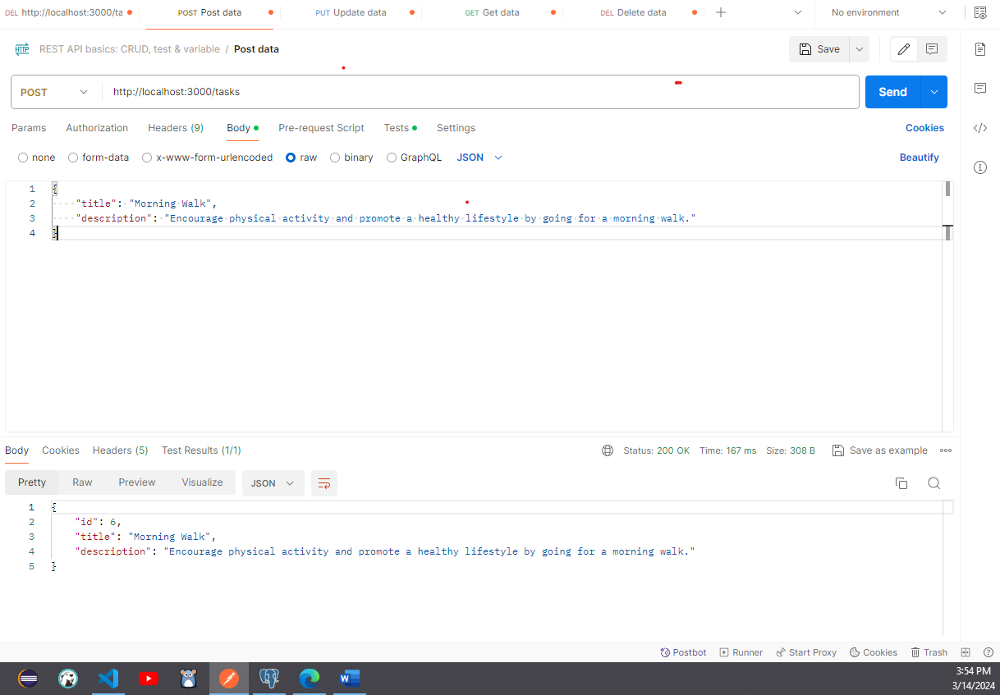 DEL http://localhost:3000/ta POST Post data PUT Update data GET Get data DEL Delete data No environment
HTTP REST API basics: CRUD, test & variable / Post data Save
POST http://localhost:3000/tasks Send
Params Authorization Headers (9) Body Pre-request Script Tests Settings Cookies
none form-data x-www-form-urlencoded raw binary GraphQL JSON Beautify
1 {
2 "title": "Morning Walk",
3 "description": "Encourage physical activity and promote a healthy lifestyle by going for a morning walk."
4 }
Body Cookies Headers (5) Test Results (1/1) Status: 200 OK Time: 167 ms Size: 308 B Save as example
Pretty Raw Preview Visualize JSON
1 {
2 "id": 6,
3 "title": "Morning Walk",
4 "description": "Encourage physical activity and promote a healthy lifestyle by going for a morning walk."
5 }
Postbot Runner Start Proxy Cookies Trash
W 3:54 PM
3/14/2024